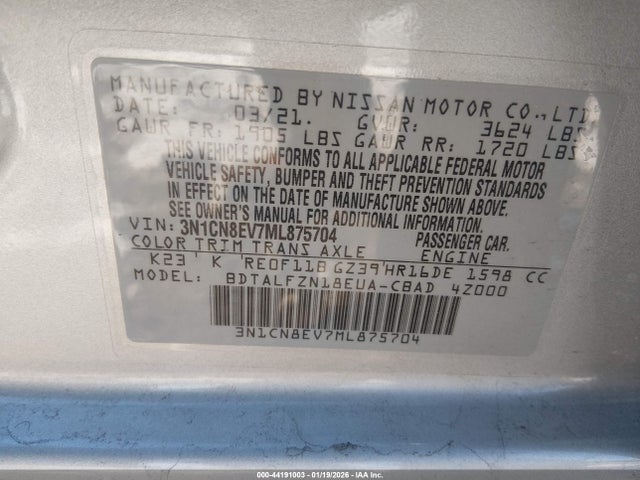 MANUFACTURED BY NISSAN MOTOR CO., LTD
DATE: 03/21. GVWR: 3624 LBS
GAWR FR: 1905 LBS GAWR RR: 1720 LBS
THIS VEHICLE CONFORMS TO ALL APPLICABLE FEDERAL MOTOR
VEHICLE SAFETY, BUMPER AND THEFT PREVENTION STANDARDS
IN EFFECT ON THE DATE OF MANUFACTURE SHOWN ABOVE.
SEE OWNER'S MANUAL FOR ADDITIONAL INFORMATION.
VIN: 3N1CN8EV7ML875704 PASSENGER CAR
COLOR TRIM TRANS AXLE ENGINE
K23 K RE0F11B GZ39 HR16DE 1598 CC
MODEL: BDTALFZN18EUA-CBAD 4Z000
3N1CN8EV7ML875704
000-44191003 — 01/19/2026 — IAA Inc.